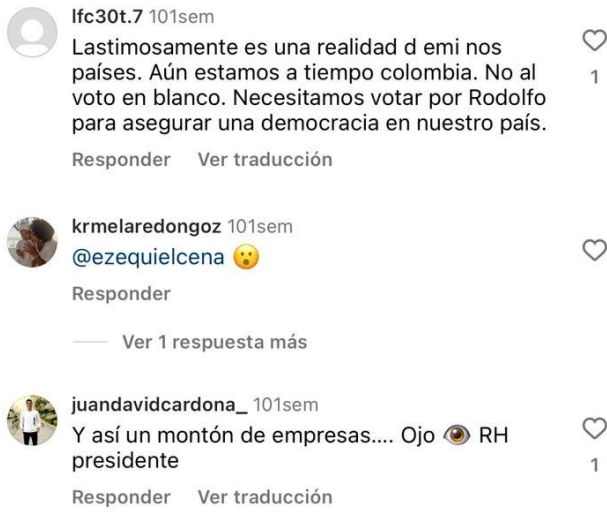 lfc30t.7 101sem
Lastimosamente es una realidad d emi nos
países. Aún estamos a tiempo colombia. No al
voto en blanco. Necesitamos votar por Rodolfo
para asegurar una democracia en nuestro país.
1
Responder Ver traducción
krmelaredongoz 101sem
@ezequielcena 😮
Responder
Ver 1 respuesta más
juandavidcardona_ 101sem
Y así un montón de empresas.... Ojo 👁️ RH
presidente
1
Responder Ver traducción